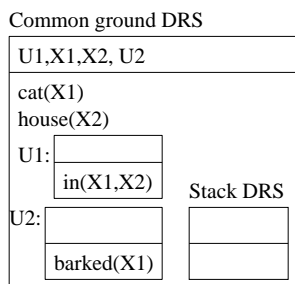 Common ground DRS
U1,X1,X2, U2
cat(X1)
house(X2)
U1:
in(X1,X2)
Stack DRS
U2:
barked(X1)